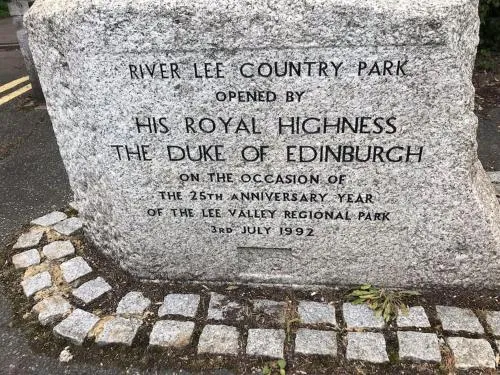 RIVER LEE COUNTRY PARK
OPENED BY
HIS ROYAL HIGHNESS
THE DUKE OF EDINBURGH
ON THE OCCASION OF
THE 25TH ANNIVERSARY YEAR
OF THE LEE VALLEY REGIONAL PARK
3RD JULY 1992